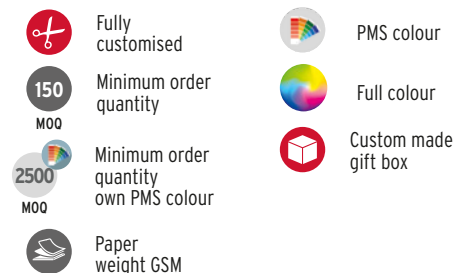 Fully
customised
150
MOQ
Minimum order
quantity
2500
MOQ
Minimum order
quantity
own PMS colour
Paper
weight GSM
PMS colour
Full colour
Custom made
gift box